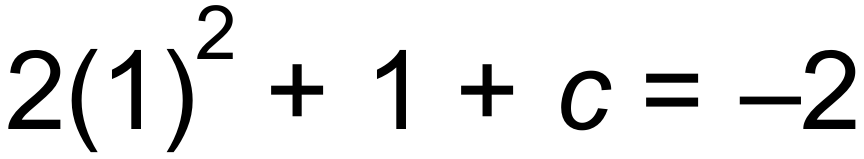 2(1)² + 1 + c = –2